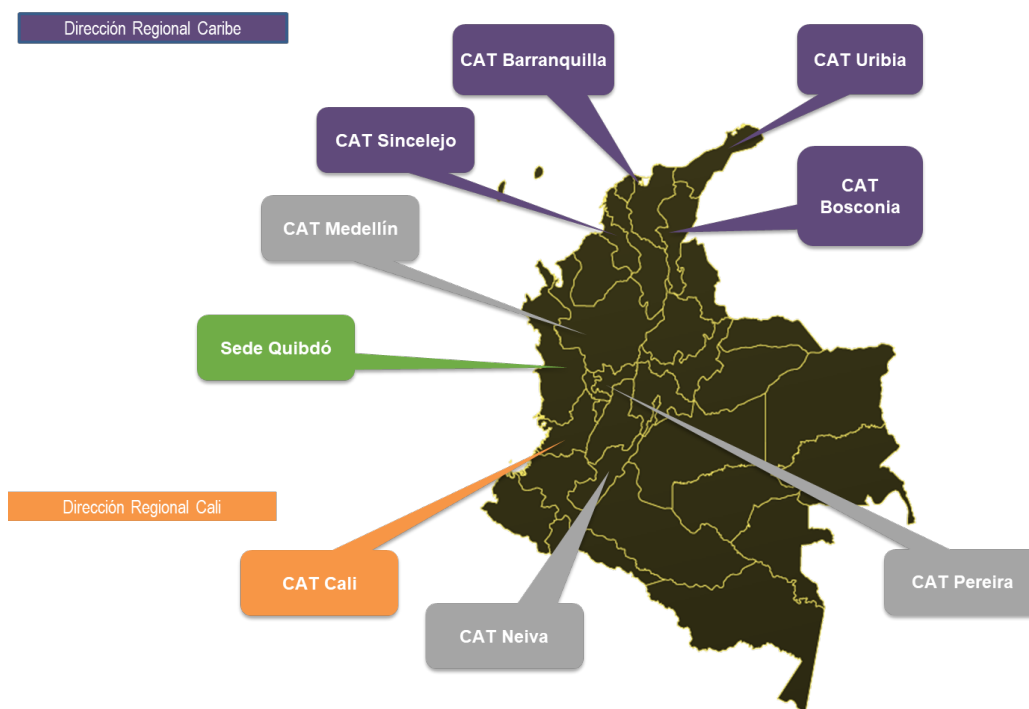 Dirección Regional Caribe
CAT Barranquilla
CAT Uribia
CAT Sincelejo
CAT
Bosconia
CAT Medellín
Sede Quibdó
Dirección Regional Cali
CAT Cali
CAT Pereira
CAT Neiva